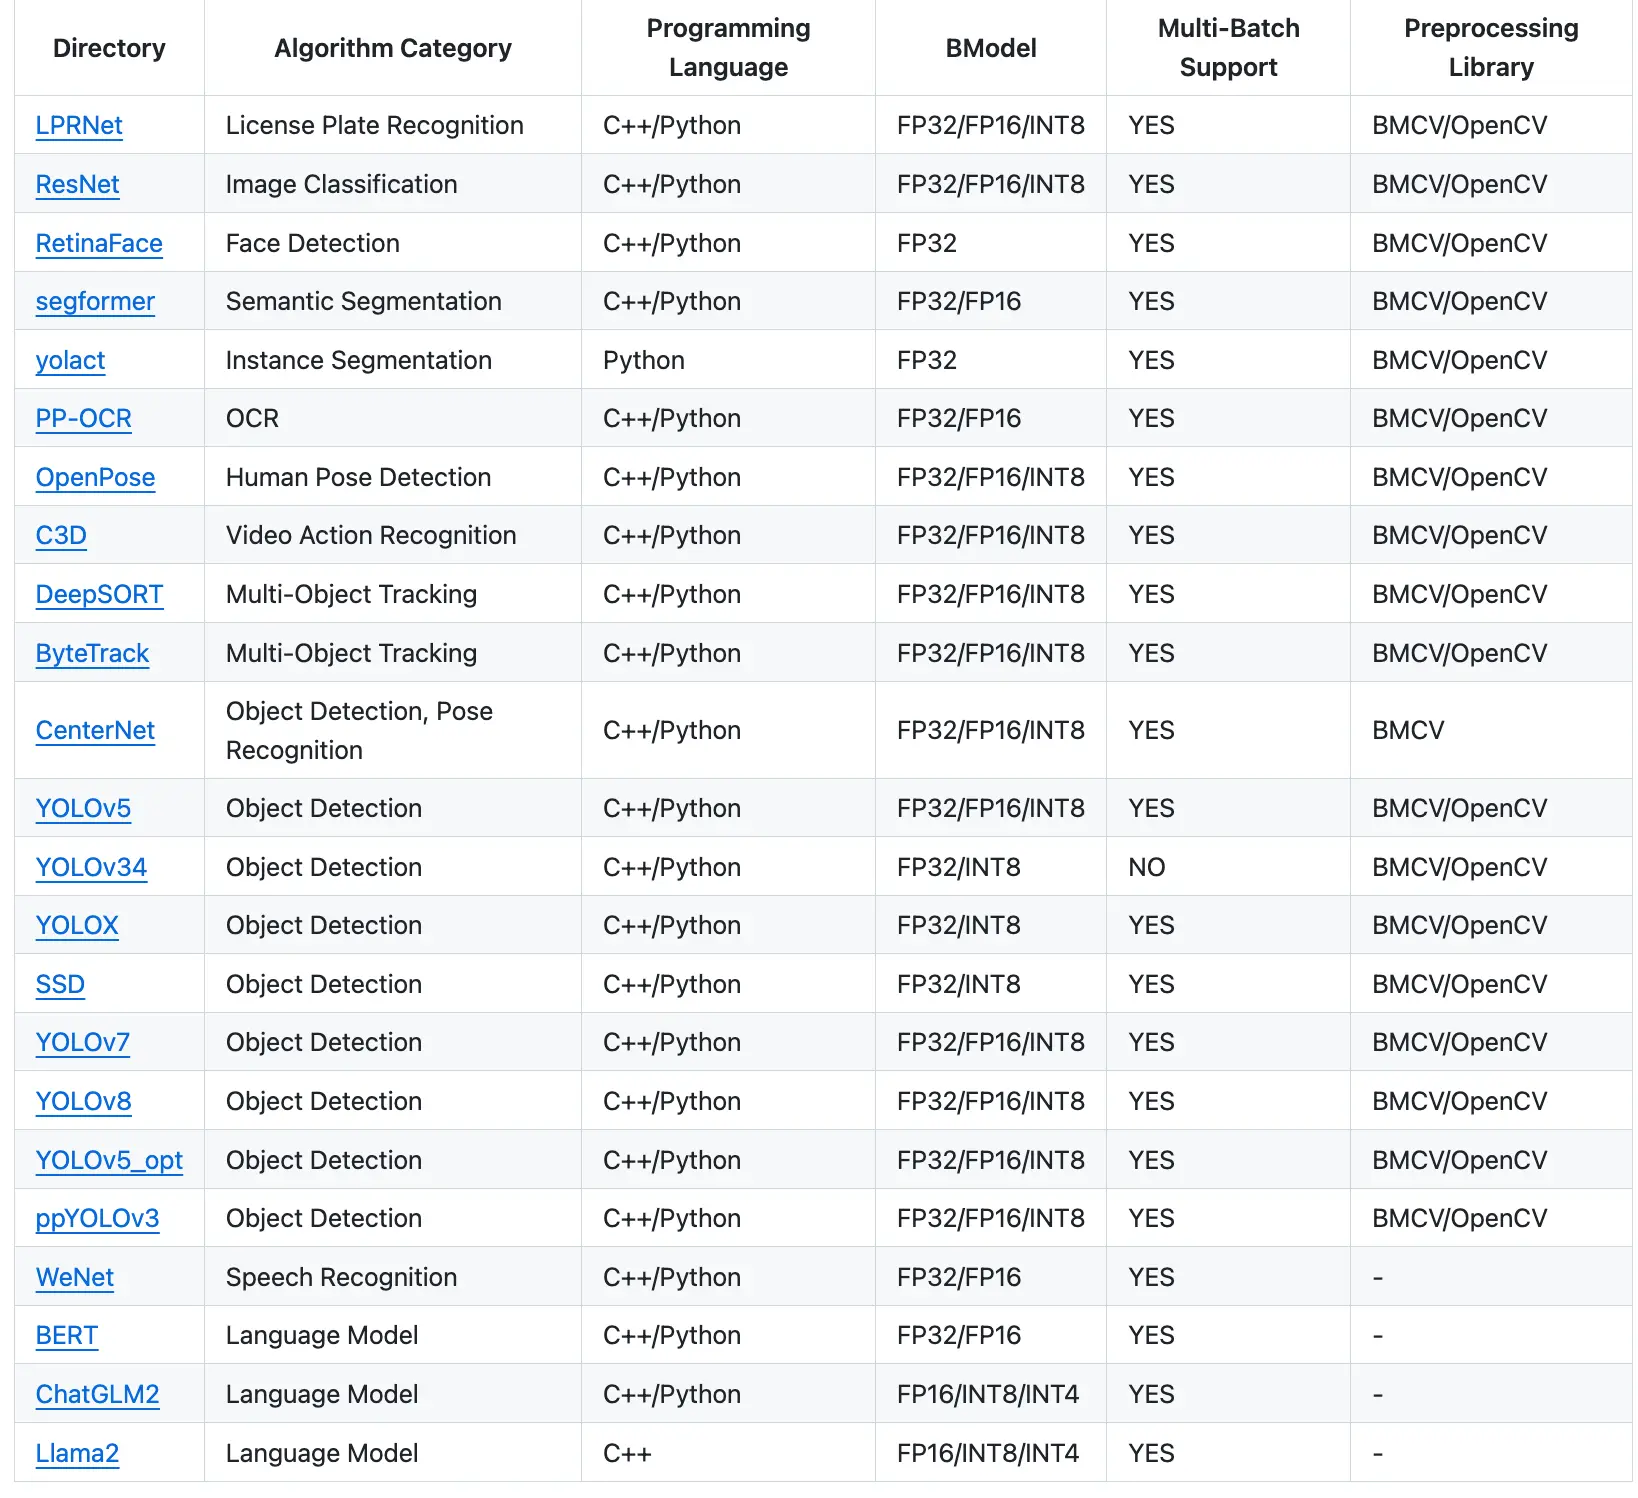 Directory Algorithm Category Programming Language BModel Multi-Batch Support Preprocessing Library
LPRNet License Plate Recognition C++/Python FP32/FP16/INT8 YES BMCV/OpenCV
ResNet Image Classification C++/Python FP32/FP16/INT8 YES BMCV/OpenCV
RetinaFace Face Detection C++/Python FP32 YES BMCV/OpenCV
segformer Semantic Segmentation C++/Python FP32/FP16 YES BMCV/OpenCV
yolact Instance Segmentation Python FP32 YES BMCV/OpenCV
PP-OCR OCR C++/Python FP32/FP16 YES BMCV/OpenCV
OpenPose Human Pose Detection C++/Python FP32/FP16/INT8 YES BMCV/OpenCV
C3D Video Action Recognition C++/Python FP32/FP16/INT8 YES BMCV/OpenCV
DeepSORT Multi-Object Tracking C++/Python FP32/FP16/INT8 YES BMCV/OpenCV
ByteTrack Multi-Object Tracking C++/Python FP32/FP16/INT8 YES BMCV/OpenCV
CenterNet Object Detection, Pose Recognition C++/Python FP32/FP16/INT8 YES BMCV
YOLOv5 Object Detection C++/Python FP32/FP16/INT8 YES BMCV/OpenCV
YOLOv34 Object Detection C++/Python FP32/INT8 NO BMCV/OpenCV
YOLOX Object Detection C++/Python FP32/INT8 YES BMCV/OpenCV
SSD Object Detection C++/Python FP32/INT8 YES BMCV/OpenCV
YOLOv7 Object Detection C++/Python FP32/FP16/INT8 YES BMCV/OpenCV
YOLOv8 Object Detection C++/Python FP32/FP16/INT8 YES BMCV/OpenCV
YOLOv5_opt Object Detection C++/Python FP32/FP16/INT8 YES BMCV/OpenCV
ppYOLOv3 Object Detection C++/Python FP32/FP16/INT8 YES BMCV/OpenCV
WeNet Speech Recognition C++/Python FP32/FP16 YES -
BERT Language Model C++/Python FP32/FP16 YES -
ChatGLM2 Language Model C++/Python FP16/INT8/INT4 YES -
Llama2 Language Model C++ FP16/INT8/INT4 YES -